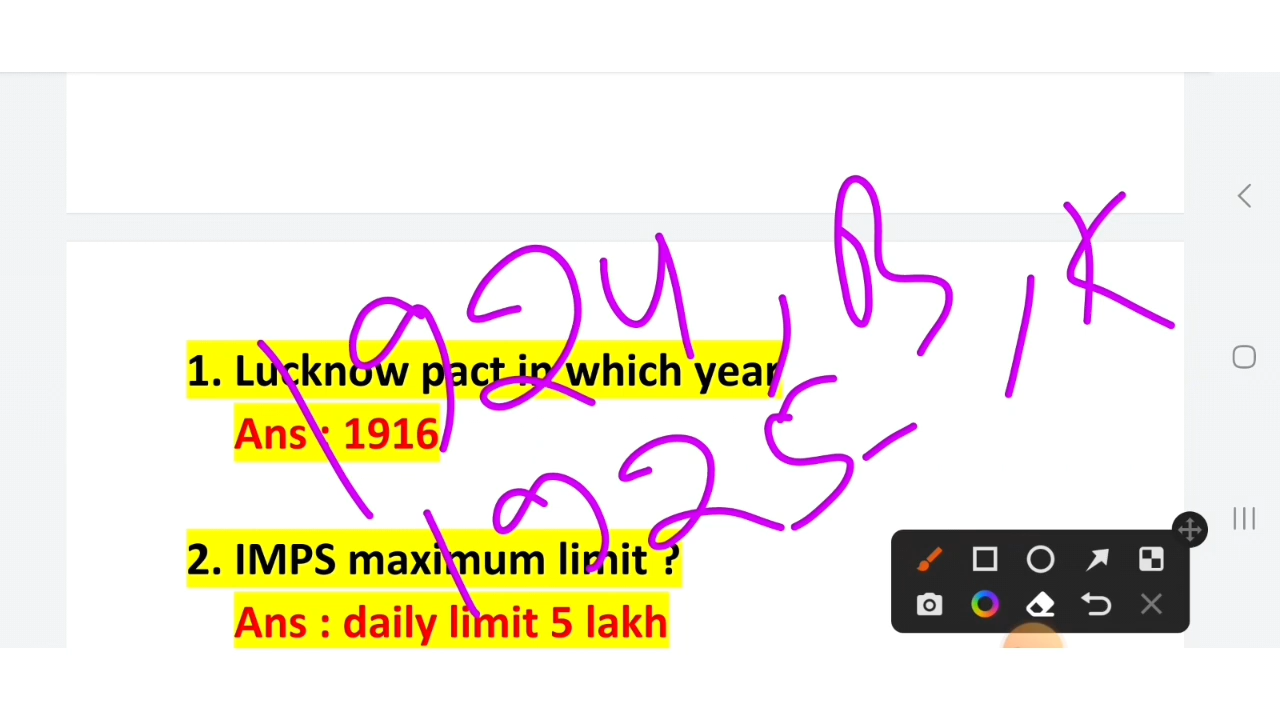 1924, B, K
1. Lucknow pact in which year
Ans : 1916
1925-
2. IMPS maximum limit ?
Ans : daily limit 5 lakh